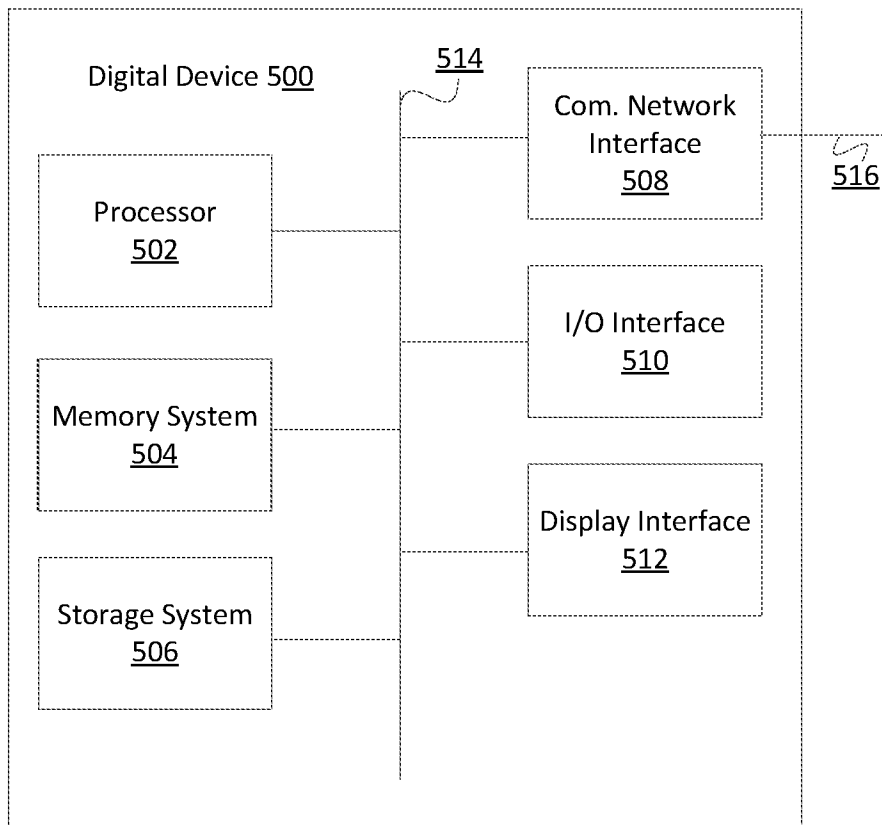 Digital Device 500
514
Com. Network
Interface
508
516
Processor
502
I/O Interface
510
Memory System
504
Display Interface
512
Storage System
506